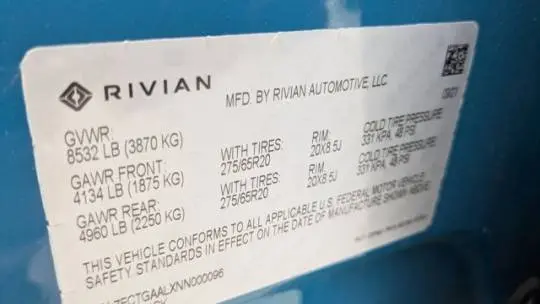 RIVIAN
MFD. BY RIVIAN AUTOMOTIVE, LLC
GVWR:
8532 LB (3870 KG)
GAWR FRONT: WITH TIRES: RIM: COLD TIRE PRESSURE:
4134 LB (1875 KG) 275/65R20 20X8.5J 331 KPA, 48 PSI
GAWR REAR: WITH TIRES: RIM: COLD TIRE PRESSURE:
4960 LB (2250 KG) 275/65R20 20X8.5J 331 KPA, 48 PSI
THIS VEHICLE CONFORMS TO ALL APPLICABLE U.S. FEDERAL MOTOR VEHICLE
SAFETY STANDARDS IN EFFECT ON THE DATE OF MANUFACTURE SHOWN ABOVE.